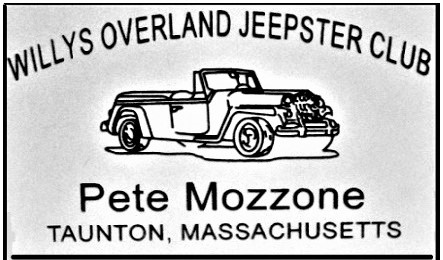 WILLYS OVERLAND JEEPSTER CLUB
Pete Mozzone
TAUNTON, MASSACHUSETTS